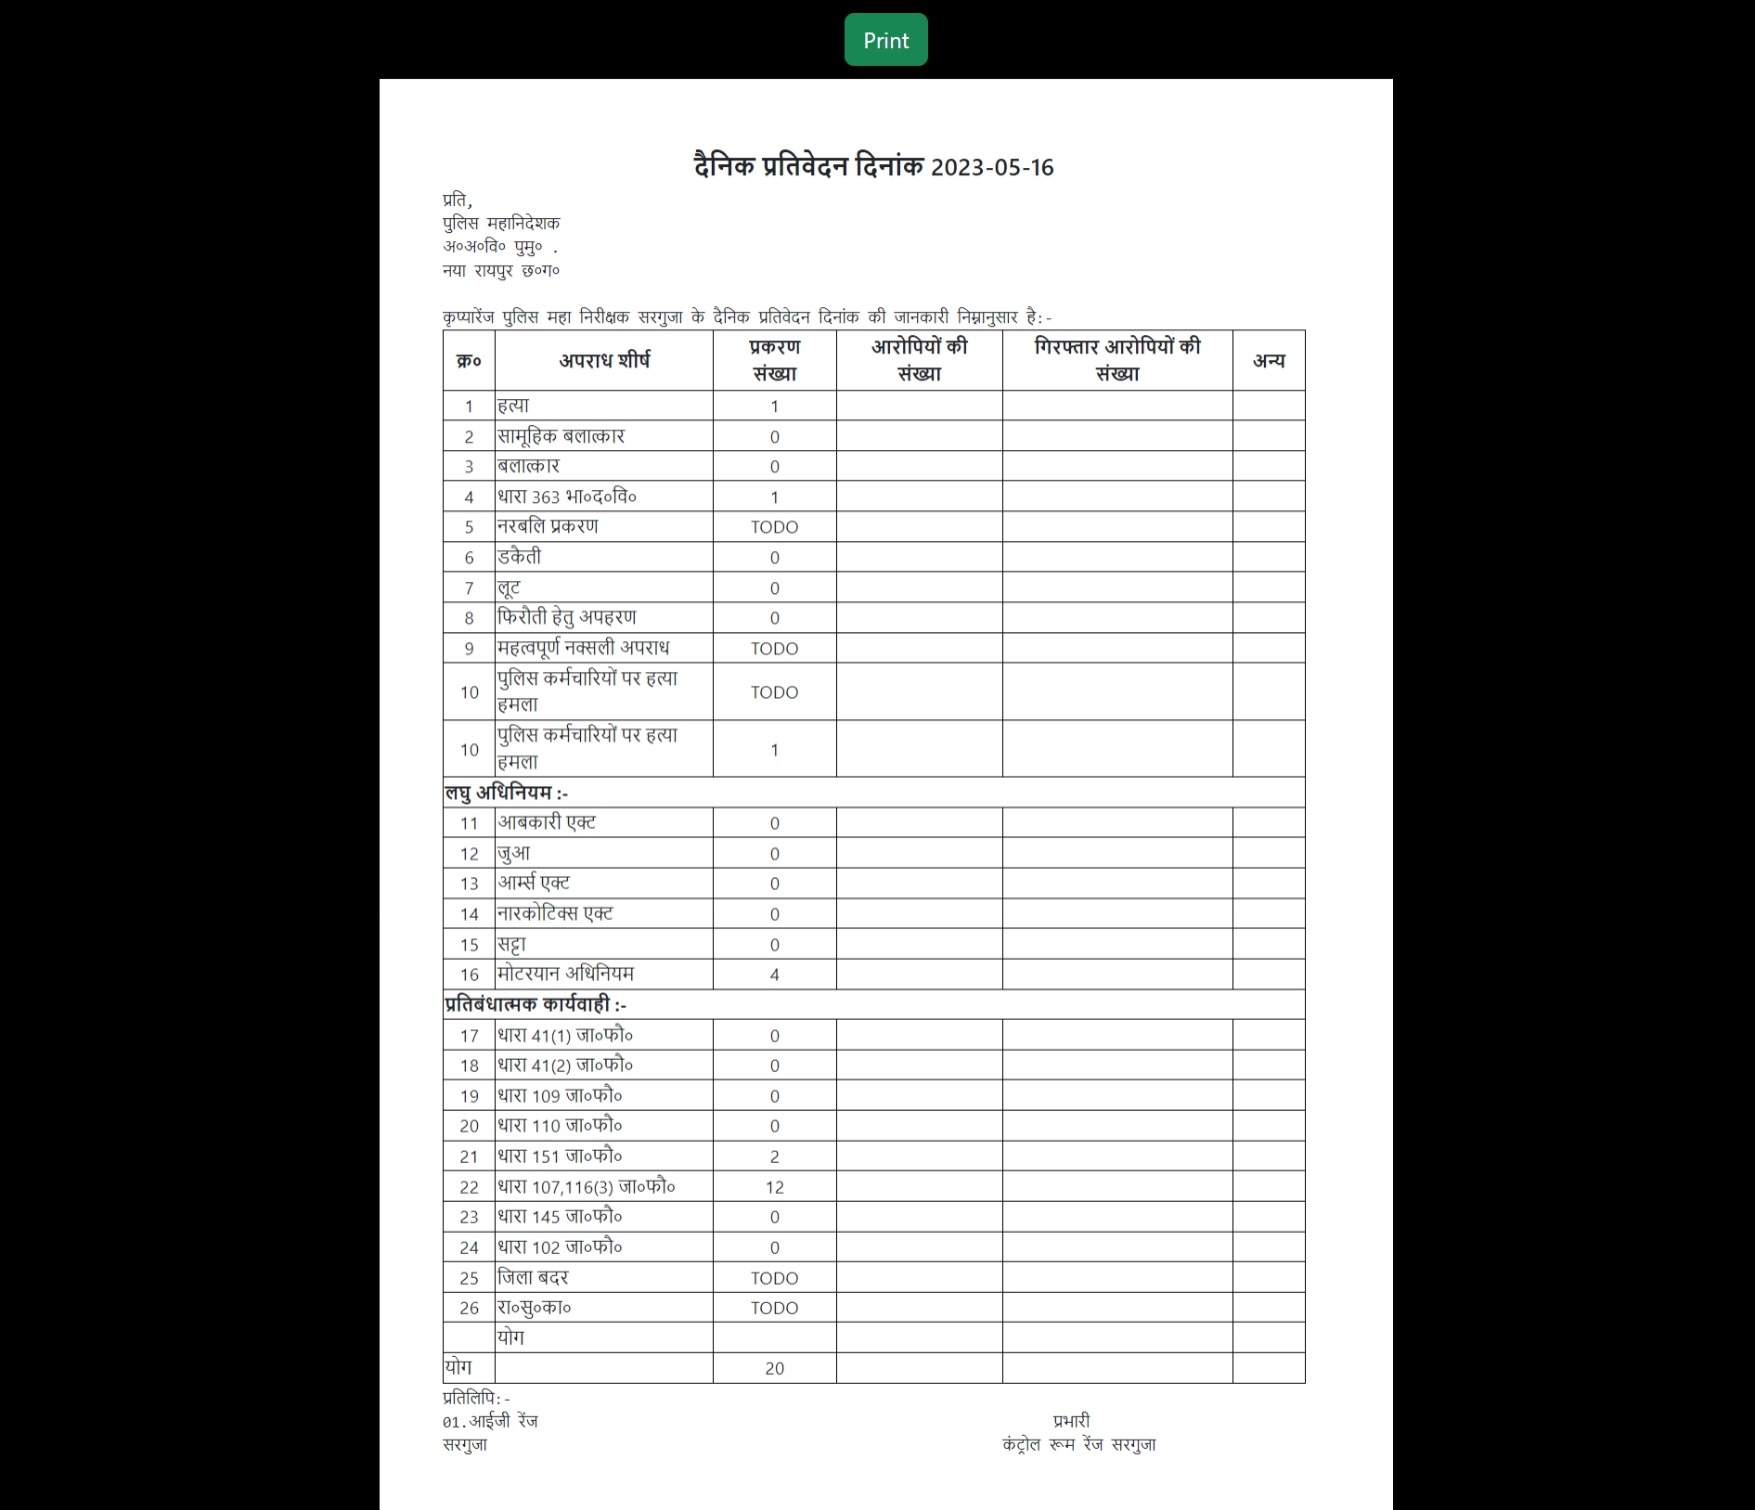 Print
दैनिक प्रतिवेदन दिनांक 2023-05-16
प्रति,
पुलिस महानिदेशक
अ०अ०वि० पुमु० .
नया रायपुर छ०ग०
कृप्यारेंज पुलिस महा निरीक्षक सरगुजा के दैनिक प्रतिवेदन दिनांक की जानकारी निम्नानुसार है:-
क्र० अपराध शीर्ष प्रकरण संख्या आरोपियों की संख्या गिरफ्तार आरोपियों की संख्या अन्य
1 हत्या 1
2 सामूहिक बलात्कार 0
3 बलात्कार 0
4 धारा 363 भा०द०वि० 1
5 नरबलि प्रकरण TODO
6 डकैती 0
7 लूट 0
8 फिरौती हेतु अपहरण 0
9 महत्वपूर्ण नक्सली अपराध TODO
10 पुलिस कर्मचारियों पर हत्या हमला TODO
10 पुलिस कर्मचारियों पर हत्या हमला 1
लघु अधिनियम :-
11 आबकारी एक्ट 0
12 जुआ 0
13 आर्म्स एक्ट 0
14 नारकोटिक्स एक्ट 0
15 सट्टा 0
16 मोटरयान अधिनियम 4
प्रतिबंधात्मक कार्यवाही :-
17 धारा 41(1) जा०फौ० 0
18 धारा 41(2) जा०फौ० 0
19 धारा 109 जा०फौ० 0
20 धारा 110 जा०फौ० 0
21 धारा 151 जा०फौ० 2
22 धारा 107,116(3) जा०फौ० 12
23 धारा 145 जा०फौ० 0
24 धारा 102 जा०फौ० 0
25 जिला बदर TODO
26 रा०सु०का० TODO
योग
योग 20
प्रतिलिपि:-
01.आईजी रेंज प्रभारी
सरगुजा कंट्रोल रूम रेंज सरगुजा